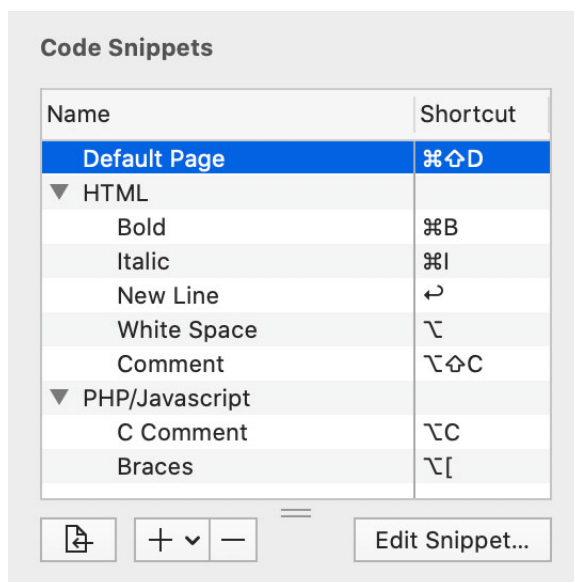 Code Snippets
Name Shortcut
Default Page ⌘⇧D
HTML
Bold ⌘B
Italic ⌘I
New Line ↩
White Space ⌥
Comment ⌥⇧C
PHP/Javascript
C Comment ⌥C
Braces ⌥[
Edit Snippet...